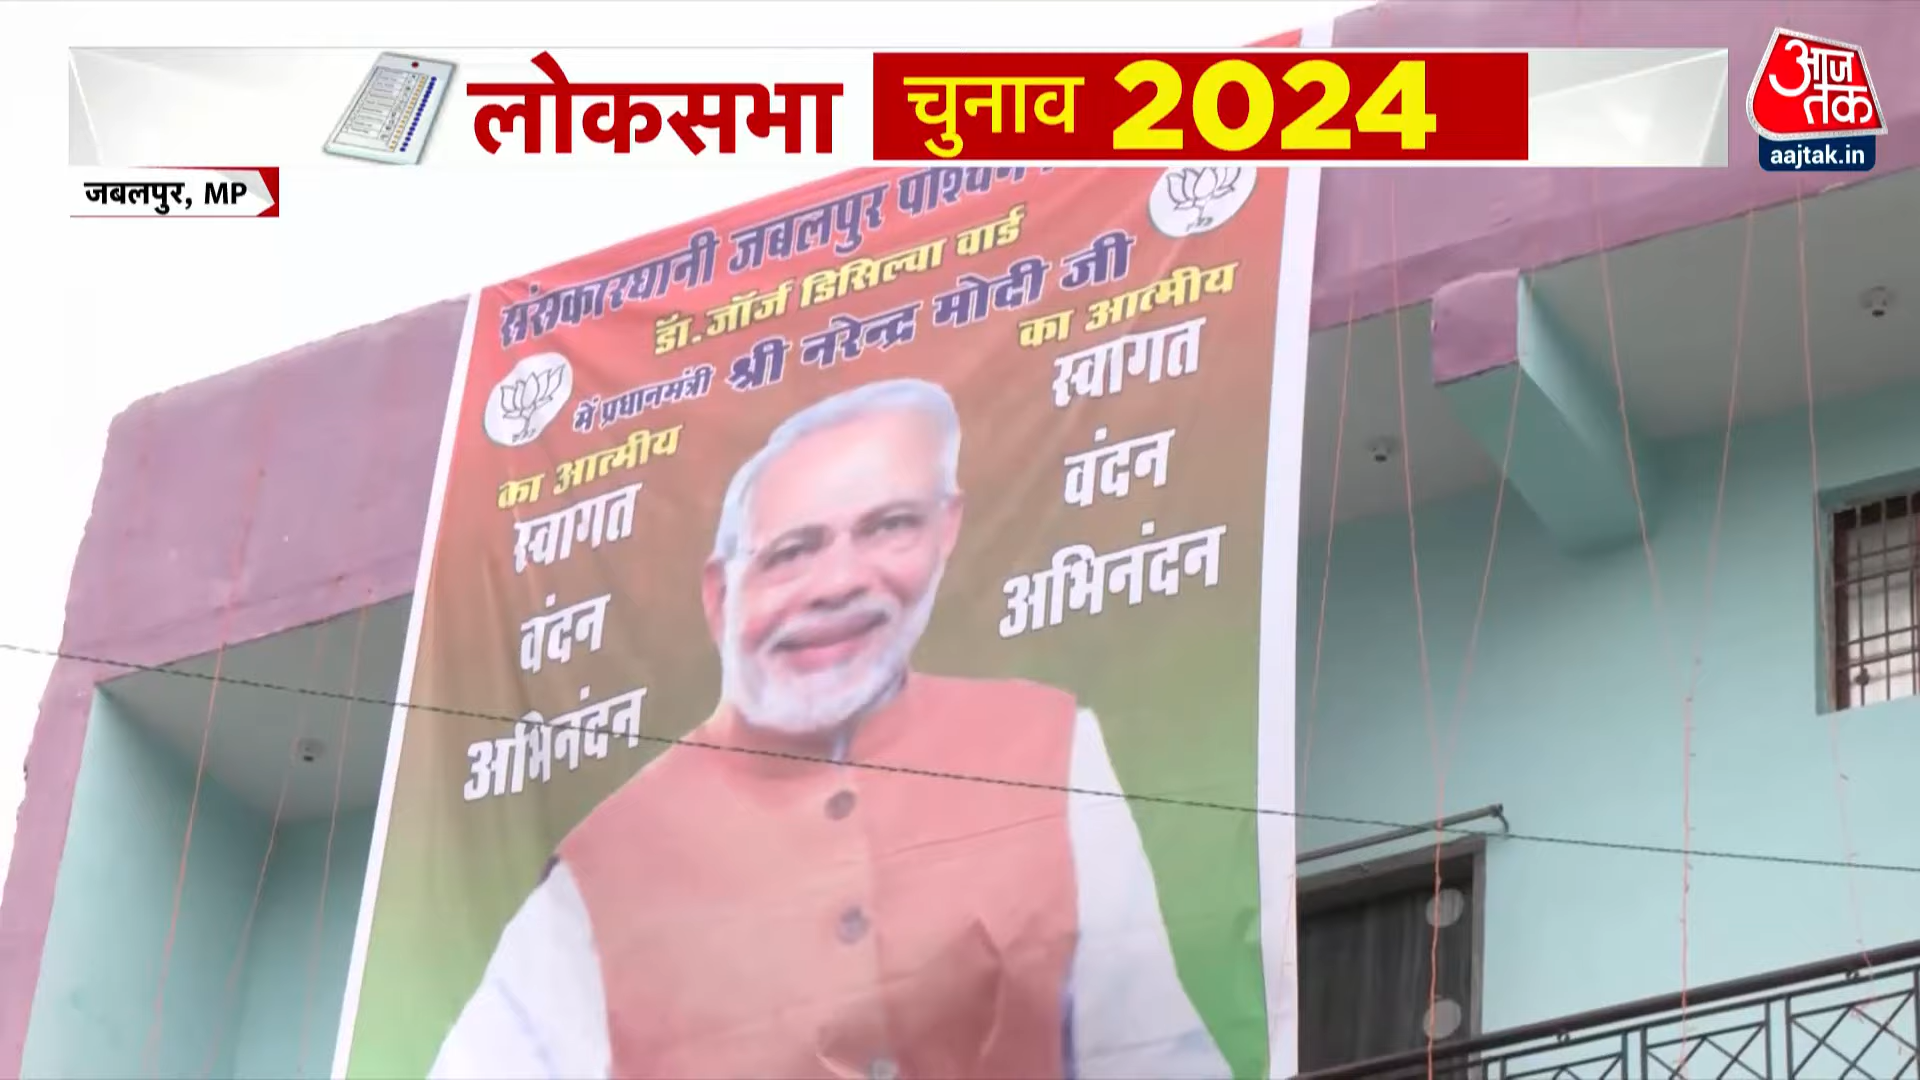 लोकसभा चुनाव 2024
आज तक
aajtak.in
जबलपुर, MP
संस्कारधानी जबलपुर पश्चिम
डॉ. जॉर्ज डिसिल्वा वार्ड
में प्रधानमंत्री श्री नरेन्द्र मोदी जी
का आत्मीय
स्वागत
वंदन
अभिनंदन
का आत्मीय
स्वागत
वंदन
अभिनंदन